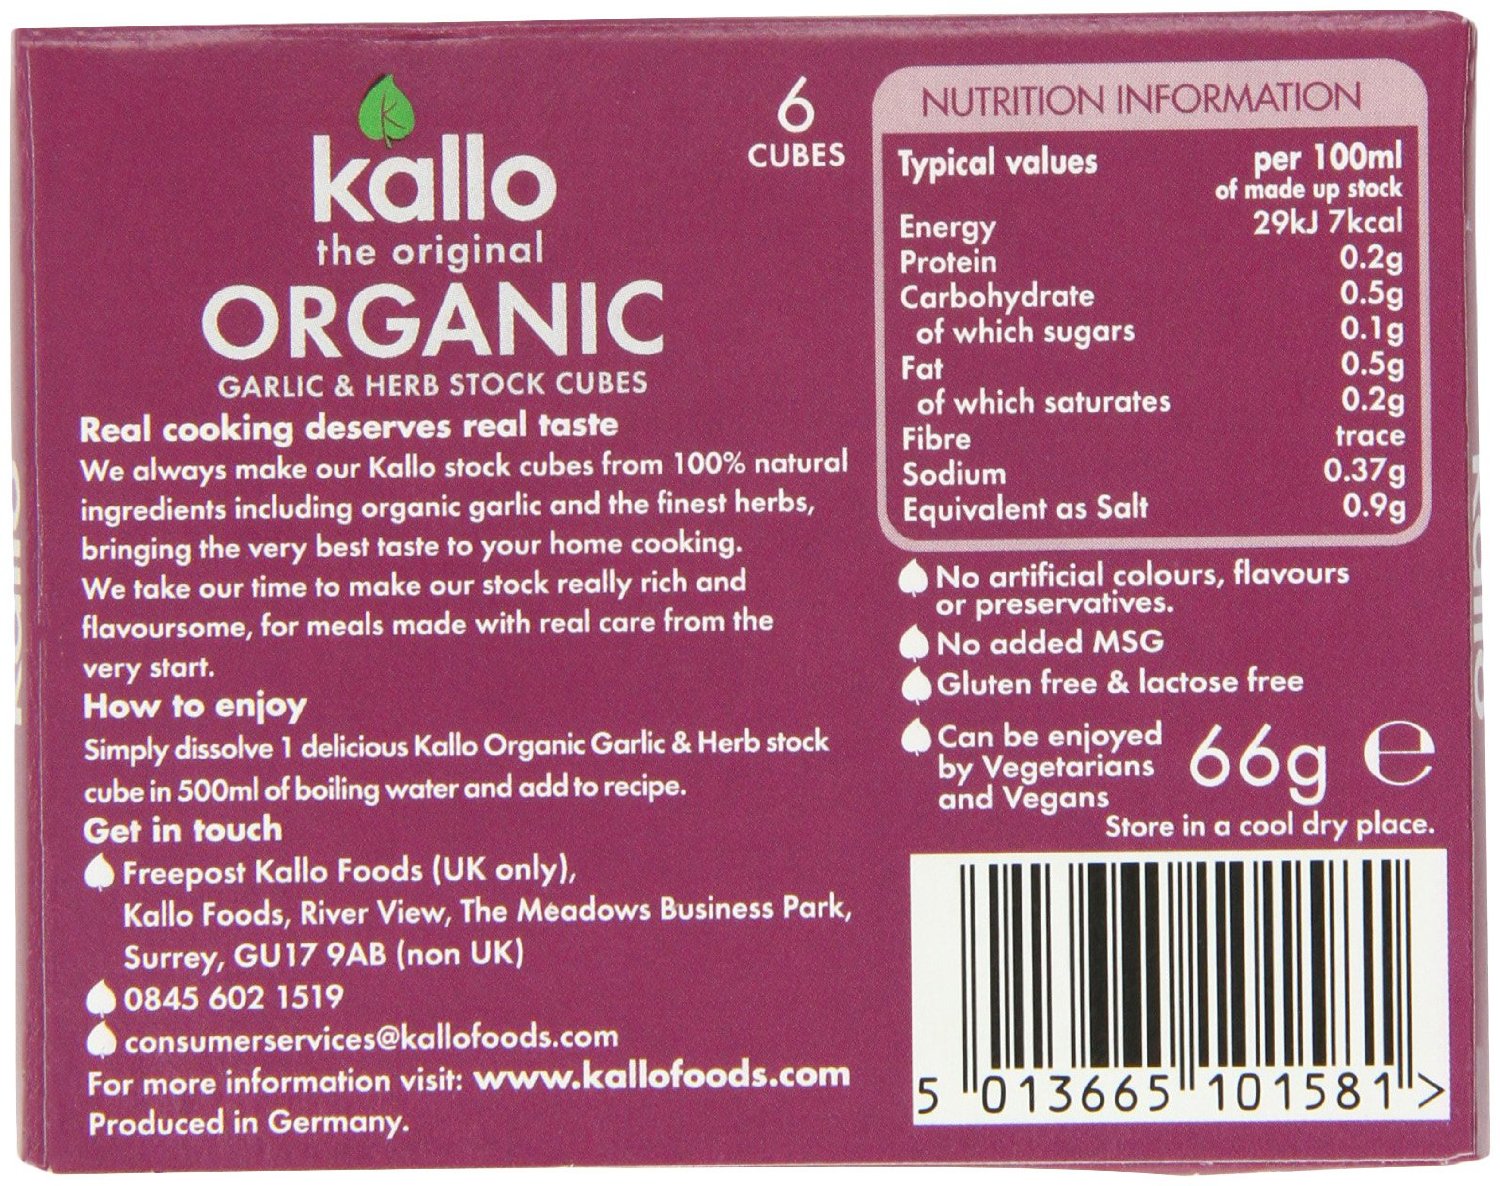 kallo
the original
ORGANIC
GARLIC & HERB STOCK CUBES
6
CUBES
Real cooking deserves real taste
We always make our Kallo stock cubes from 100% natural
ingredients including organic garlic and the finest herbs,
bringing the very best taste to your home cooking.
We take our time to make our stock really rich and
flavoursome, for meals made with real care from the
very start.
How to enjoy
Simply dissolve 1 delicious Kallo Organic Garlic & Herb stock
cube in 500ml of boiling water and add to recipe.
Get in touch
Freepost Kallo Foods (UK only),
Kallo Foods, River View, The Meadows Business Park,
Surrey, GU17 9AB (non UK)
0845 602 1519
consumerservices@kallofoods.com
For more information visit: www.kallofoods.com
Produced in Germany.
NUTRITION INFORMATION
Typical values per 100ml
of made up stock
Energy 29kJ 7kcal
Protein 0.2g
Carbohydrate 0.5g
of which sugars 0.1g
Fat 0.5g
of which saturates 0.2g
Fibre trace
Sodium 0.37g
Equivalent as Salt 0.9g
No artificial colours, flavours
or preservatives.
No added MSG
Gluten free & lactose free
Can be enjoyed
by Vegetarians
and Vegans
66g e
Store in a cool dry place.
5 013665 101581 >